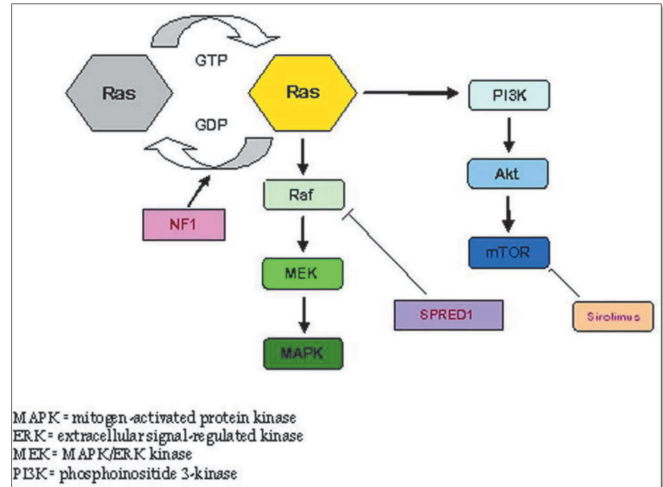 GTP
Ras
Ras
PI3K
GDP
Akt
Raf
NF1
mTOR
MEK
SPRED1
Sirolimus
MAPK
MAPK = mitogen-activated protein kinase
ERK = extracellular signal-regulated kinase
MEK = MAPK/ERK kinase
PI3K = phosphoinositide 3-kinase